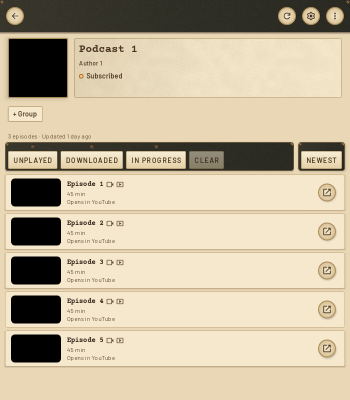 Podcast 1
Author 1
Subscribed
+ Group
3 episodes · Updated 1 day ago
UNPLAYED DOWNLOADED IN PROGRESS CLEAR NEWEST
Episode 1
45 min
Opens in YouTube
Episode 2
45 min
Opens in YouTube
Episode 3
45 min
Opens in YouTube
Episode 4
45 min
Opens in YouTube
Episode 5
45 min
Opens in YouTube